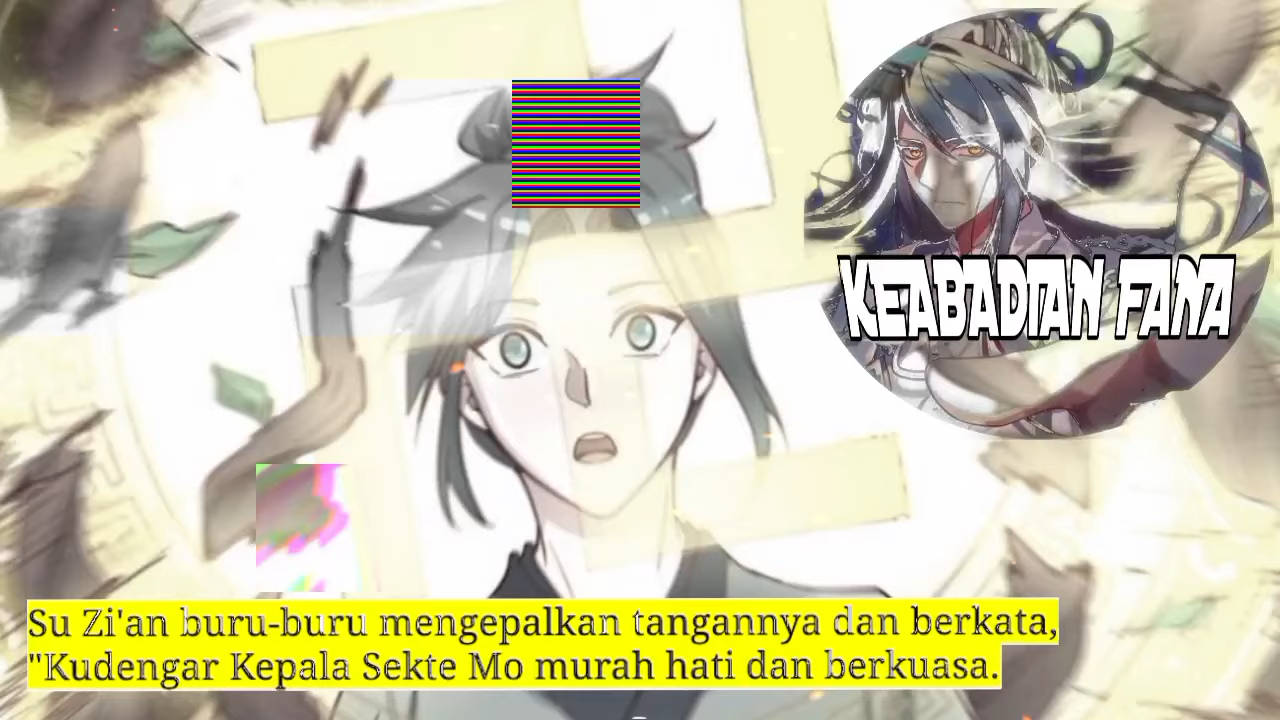 KEABADIAN FANA
Su Zi'an buru-buru mengepalkan tangannya dan berkata,
"Kudengar Kepala Sekte Mo murah hati dan berkuasa.